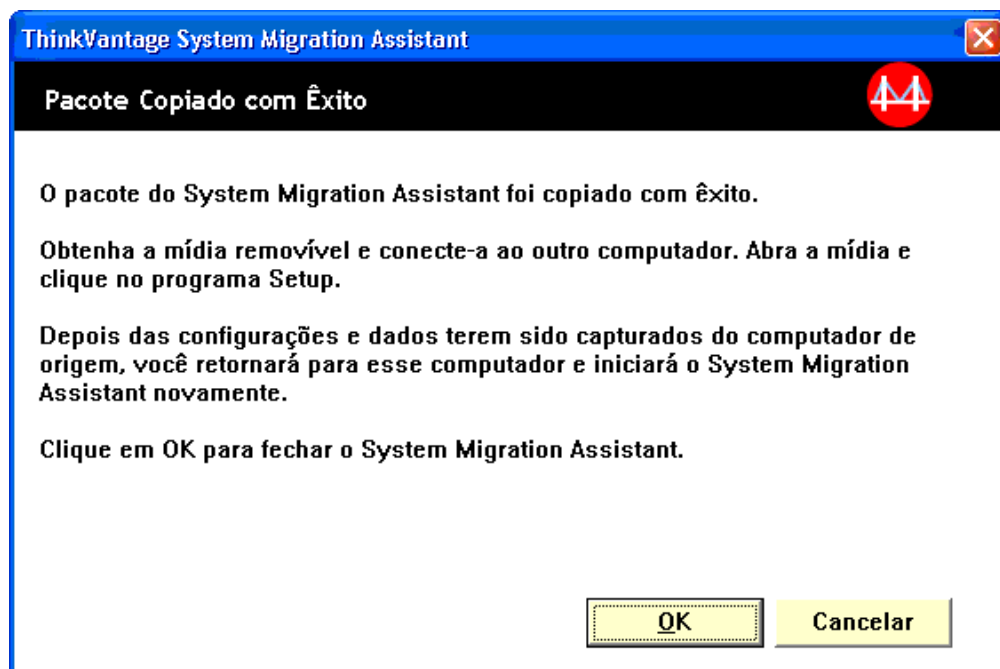 ThinkVantage System Migration Assistant
Pacote Copiado com Êxito
O pacote do System Migration Assistant foi copiado com êxito.
Obtenha a mídia removível e conecte-a ao outro computador. Abra a mídia e
clique no programa Setup.
Depois das configurações e dados terem sido capturados do computador de
origem, você retornará para esse computador e iniciará o System Migration
Assistant novamente.
Clique em OK para fechar o System Migration Assistant.
OK
Cancelar